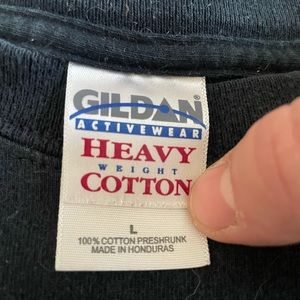 GILDAN®
ACTIVEWEAR
HEAVY
WEIGHT
COTTON
L
100% COTTON PRESHRUNK
MADE IN HONDURAS